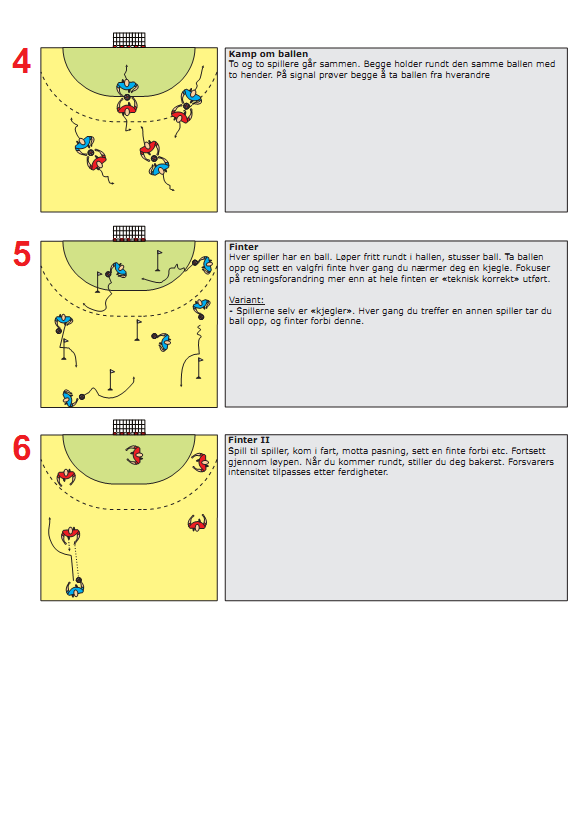 4
Kamp om ballen
To og to spillere går sammen. Begge holder rundt den samme ballen med
to hender. På signal prøver begge å ta ballen fra hverandre
5
Finter
Hver spiller har en ball. Løper fritt rundt i hallen, stusser ball. Ta ballen
opp og sett en valgfri finte hver gang du nærmer deg en kjegle. Fokuser
på retningsforandring mer enn at hele finten er «teknisk korrekt» utført.
Variant:
- Spillerne selv er «kjegler». Hver gang du treffer en annen spiller tar du
ball opp, og finter forbi denne.
6
Finter II
Spill til spiller, kom i fart, motta pasning, sett en finte forbi etc. Fortsett
gjennom løypen. Når du kommer rundt, stiller du deg bakerst. Forsvarers
intensitet tilpasses etter ferdigheter.